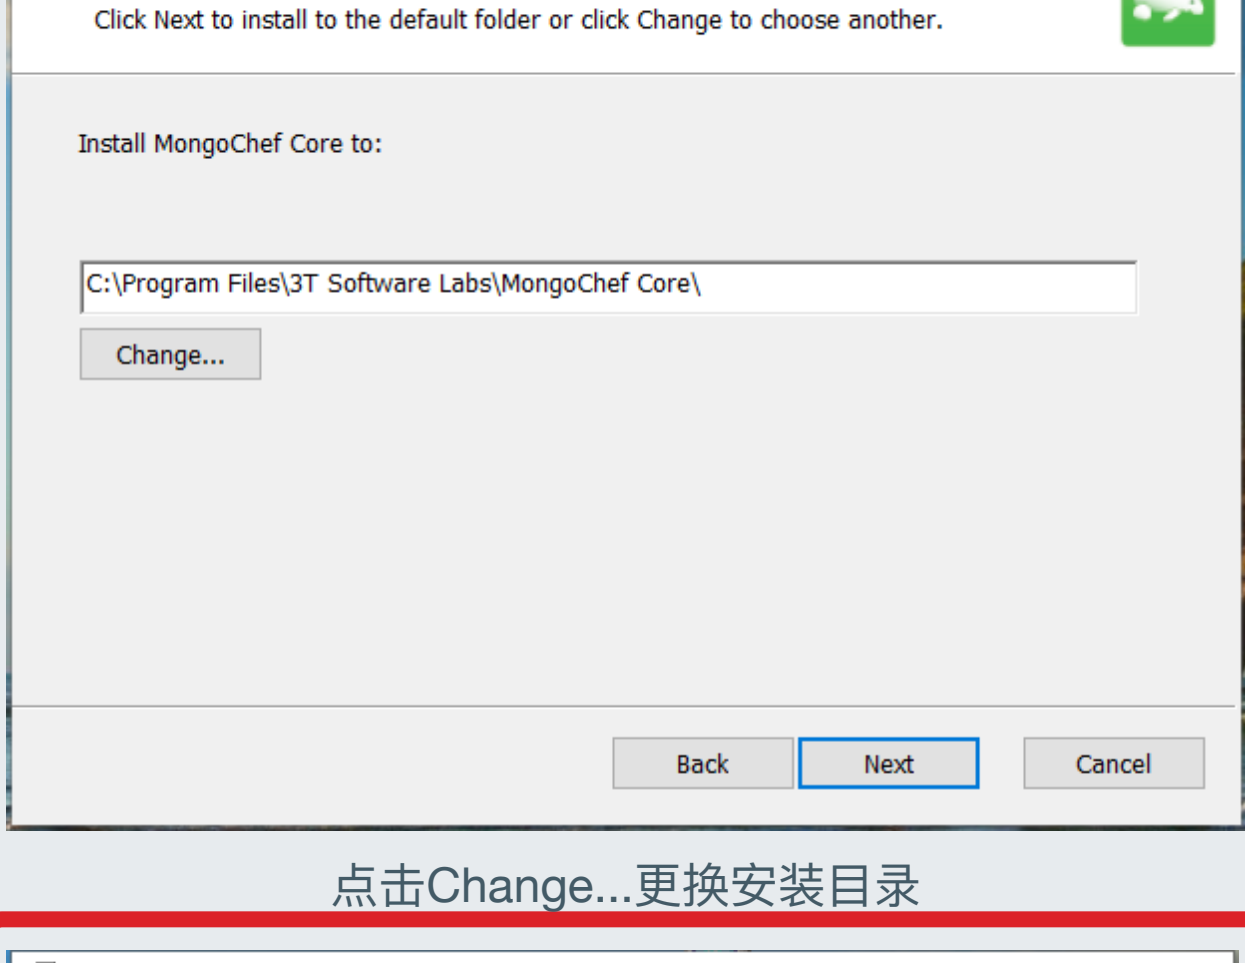 Click Next to install to the default folder or click Change to choose another.
Install MongoChef Core to:
C:\Program Files\3T Software Labs\MongoChef Core\
Change...
Back
Next
Cancel
点击Change...更换安装目录